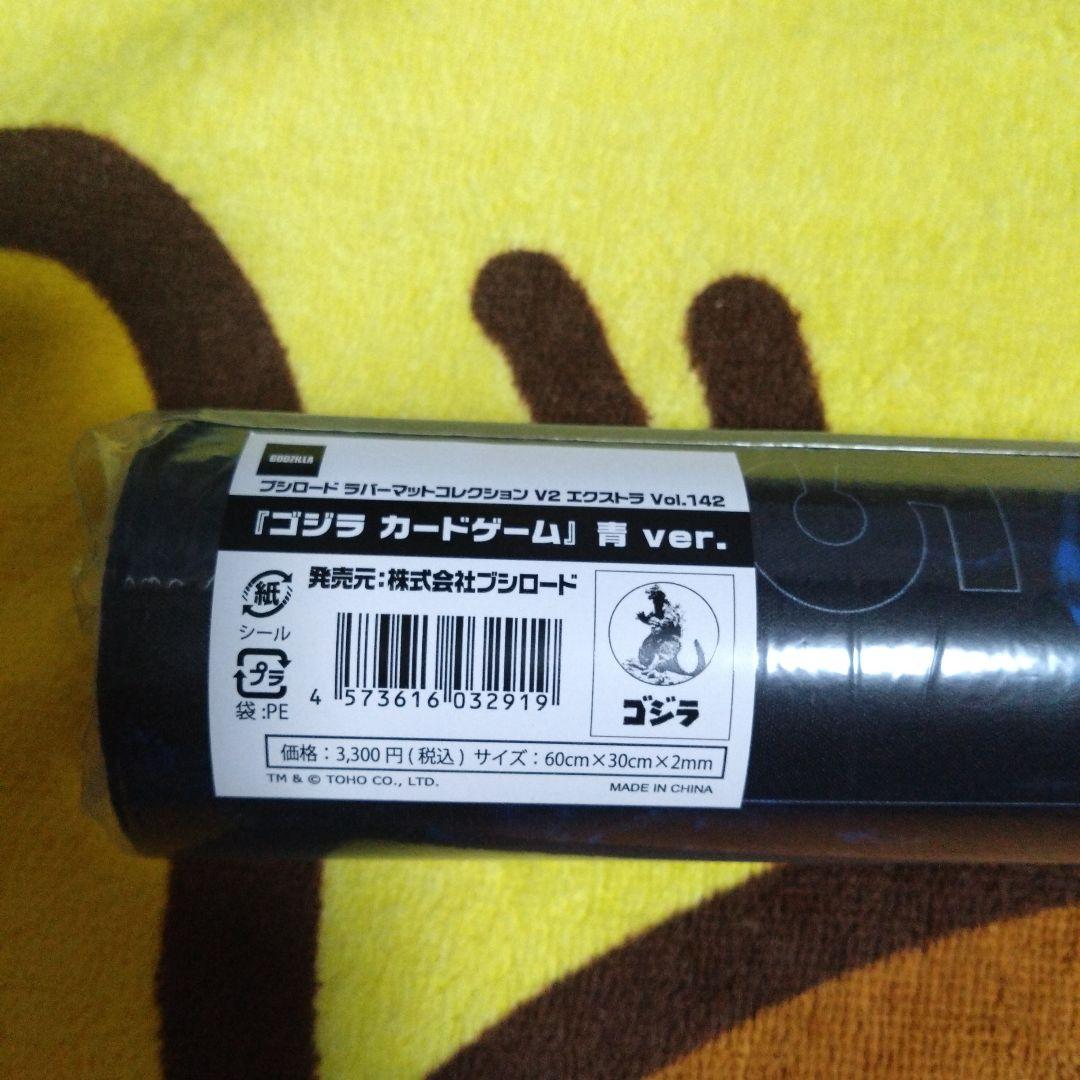 GODZILLA
ブシロード ラバーマットコレクション V2 エクストラ Vol.142
『ゴジラ カードゲーム』 青 ver.
発売元：株式会社ブシロード
紙
シール
プラ
袋 :PE
4 573616 032919
ゴジラ
価格：3,300円(税込) サイズ：60cm×30cm×2mm
TM & © TOHO CO., LTD.
MADE IN CHINA